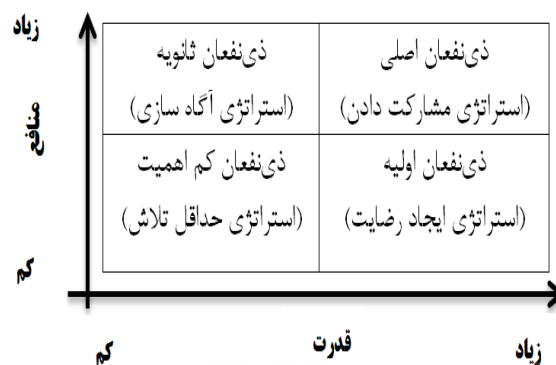 زیاد
ذی‌نفعان اصلی
(استراتژی مشارکت دادن)
ذی‌نفعان ثانویه
(استراتژی آگاه سازی)
منافع
ذی‌نفعان اولیه
(استراتژی ایجاد رضایت)
ذی‌نفعان کم اهمیت
(استراتژی حداقل تلاش)
کم
زیاد
قدرت
کم